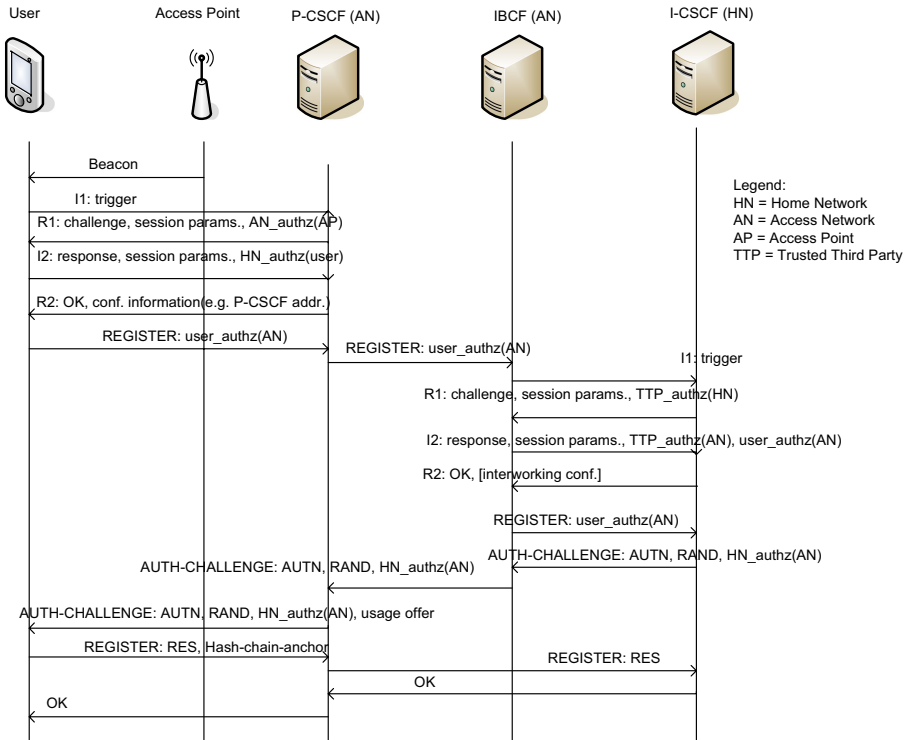 User
Access Point
P-CSCF (AN)
IBCF (AN)
I-CSCF (HN)
Beacon
I1: trigger
R1: challenge, session params., AN_authz(AP)
I2: response, session params., HN_authz(user)
R2: OK, conf. information(e.g. P-CSCF addr.)
REGISTER: user_authz(AN)
REGISTER: user_authz(AN)
I1: trigger
R1: challenge, session params., TTP_authz(HN)
I2: response, session params., TTP_authz(AN), user_authz(AN)
R2: OK, [interworking conf.]
REGISTER: user_authz(AN)
AUTH-CHALLENGE: AUTN, RAND, HN_authz(AN)
AUTH-CHALLENGE: AUTN, RAND, HN_authz(AN)
AUTH-CHALLENGE: AUTN, RAND, HN_authz(AN), usage offer
REGISTER: RES, Hash-chain-anchor
REGISTER: RES
OK
OK
Legend:
HN = Home Network
AN = Access Network
AP = Access Point
TTP = Trusted Third Party